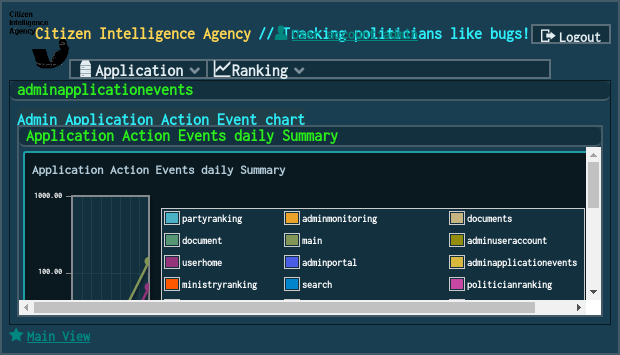 Citizen
Intelligence
Agency
Citizen Intelligence Agency // Tracking politicians like bugs!
Logout
Application
Ranking
adminapplicationevents
Admin Application Action Event chart
Application Action Events daily Summary
Application Action Events daily Summary
1000.00
100.00
partyranking adminmonitoring documents
document main adminuseraccount
userhome adminportal adminapplicationevents
ministryranking search politicianranking
Main View